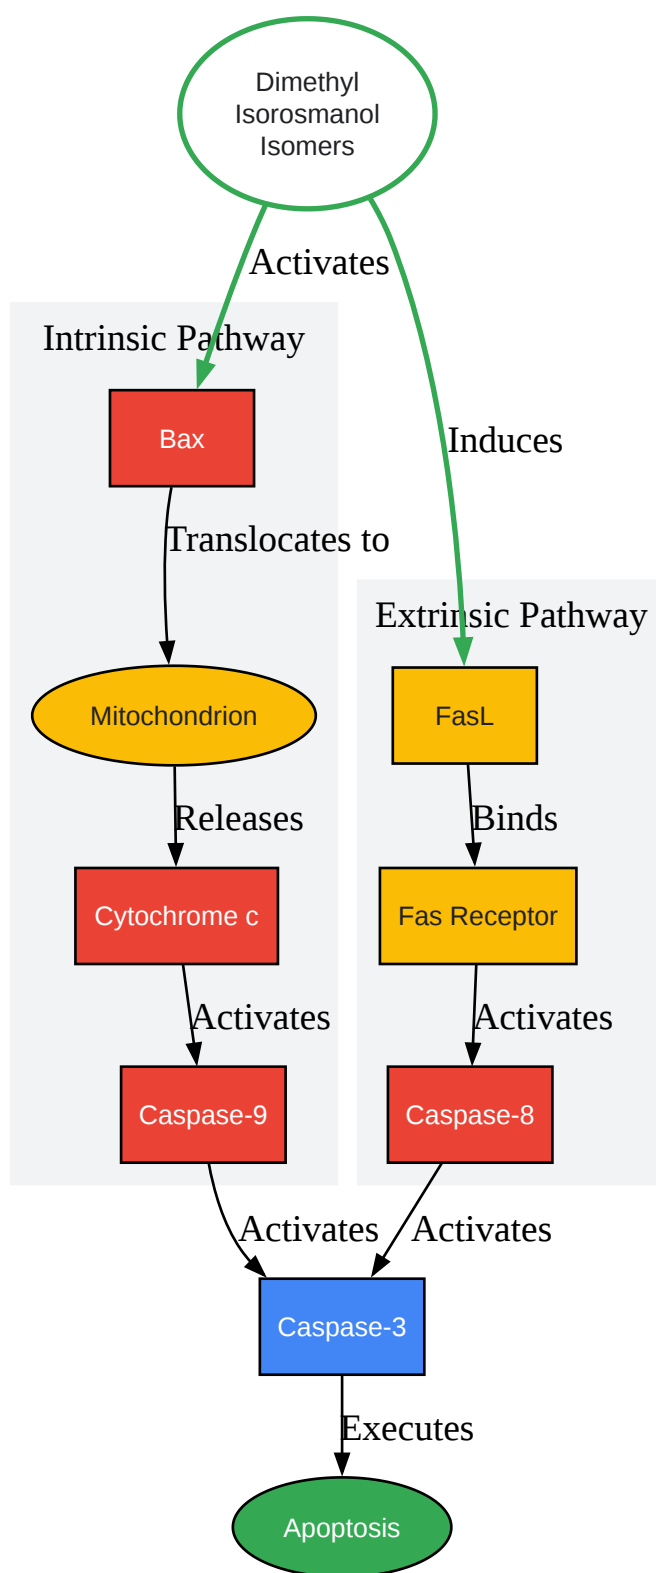 Dimethyl
Isorosmanol
Isomers
Activates
Intrinsic Pathway
Bax
Induces
Translocates to
Extrinsic Pathway
Mitochondrion
FasL
Releases
Binds
Cytochrome c
Fas Receptor
Activates
Activates
Caspase-9
Caspase-8
Activates
Activates
Caspase-3
Executes
Apoptosis